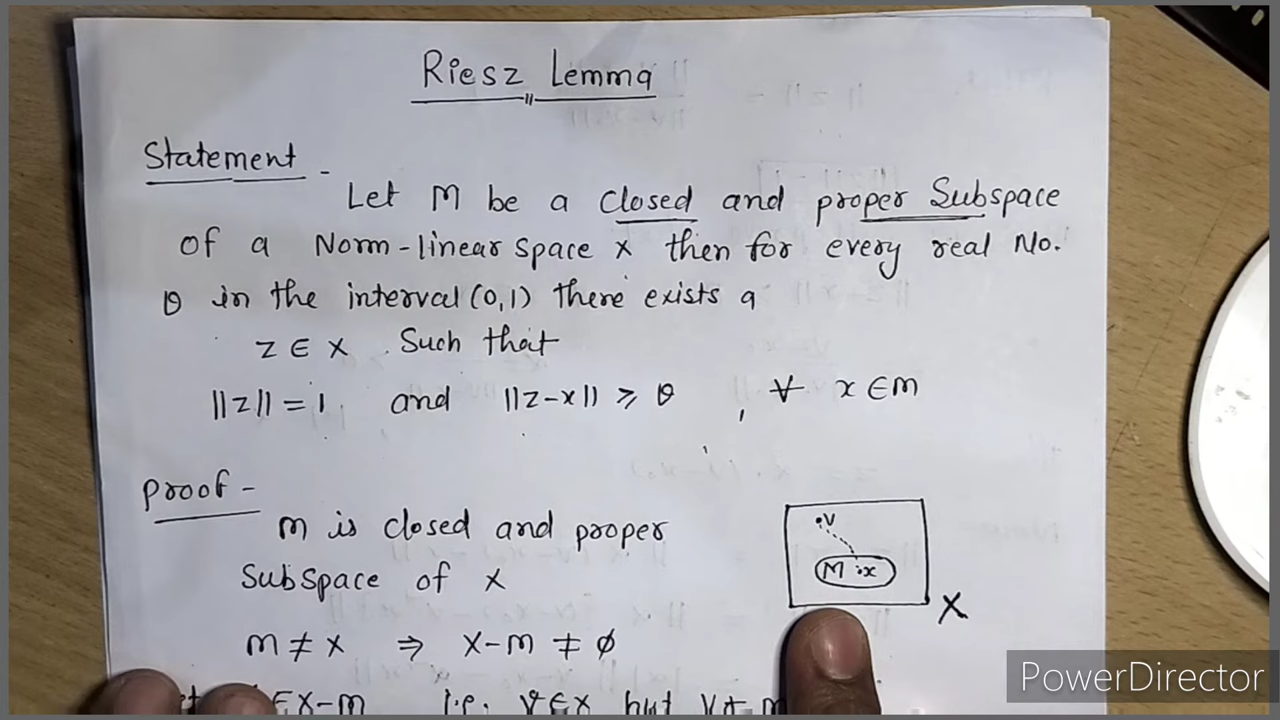 Riesz Lemma
Statement -
Let M be a closed and proper Subspace
of a Norm-linear space X then for every real No.
θ in the interval (0,1) there exists a
z ∈ X Such that
||z|| = 1 and ||z-x|| ⩾ θ , ∀ x ∈ M
Proof -
M is closed and proper
Subspace of X
M ≠ X ⇒ X-M ≠ ϕ
∈ X-M i.e. v ∈ X but v ∉ M
v
M x
X
PowerDirector